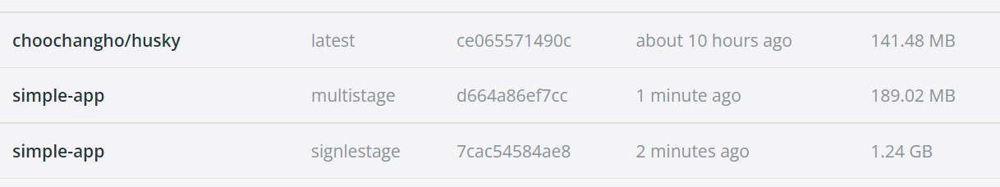 choochangho/husky latest ce065571490c about 10 hours ago 141.48 MB
simple-app multistage d664a86ef7cc 1 minute ago 189.02 MB
simple-app signlestage 7cac54584ae8 2 minutes ago 1.24 GB